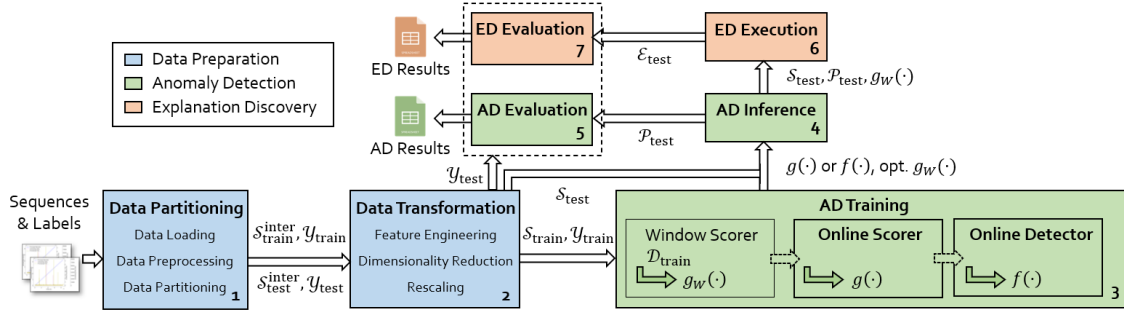 Data Preparation
Anomaly Detection
Explanation Discovery
ED Results
ED Evaluation
7
ℰ_test
ED Execution
6
𝒮_test, 𝒫_test, g_W(·)
AD Results
AD Evaluation
5
𝒫_test
AD Inference
4
𝒴_test
𝒮_test
g(·) or f(·), opt. g_W(·)
Sequences
& Labels
Data Partitioning
Data Loading
Data Preprocessing
Data Partitioning
1
𝒮_train^inter, 𝒴_train
𝒮_test^inter, 𝒴_test
Data Transformation
Feature Engineering
Dimensionality Reduction
Rescaling
2
𝒮_train, 𝒴_train
AD Training
Window Scorer
𝒟_train
g_W(·)
Online Scorer
g(·)
Online Detector
f(·)
3